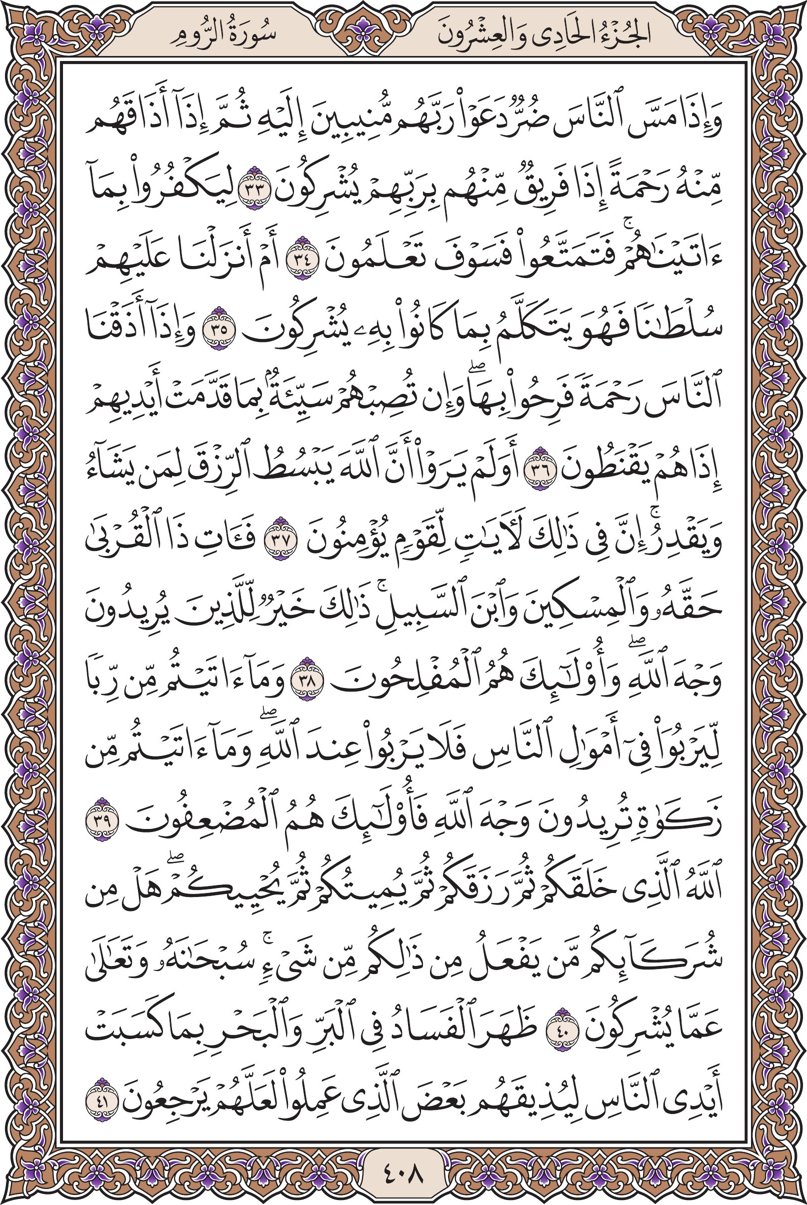 الجُزْءُ الحَادِى وَالعِشْرُونَ
سُورَةُ الرُّومِ
وَإِذَا مَسَّ ٱلنَّاسَ ضُرٌّ دَعَوْا۟ رَبَّهُم مُّنِيبِينَ إِلَيْهِ ثُمَّ إِذَآ أَذَاقَهُم
مِّنْهُ رَحْمَةً إِذَا فَرِيقٌ مِّنْهُم بِرَبِّهِمْ يُشْرِكُونَ ٣٣ لِيَكْفُرُوا۟ بِمَآ
ءَاتَيْنَٰهُمْ ۚ فَتَمَتَّعُوا۟ فَسَوْفَ تَعْلَمُونَ ٣٤ أَمْ أَنزَلْنَا عَلَيْهِمْ
سُلْطَٰنًا فَهُوَ يَتَكَلَّمُ بِمَا كَانُوا۟ بِهِۦ يُشْرِكُونَ ٣٥ وَإِذَآ أَذَقْنَا
ٱلنَّاسَ رَحْمَةً فَرِحُوا۟ بِهَا ۖ وَإِن تُصِبْهُمْ سَيِّئَةٌۢ بِمَا قَدَّمَتْ أَيْدِيهِمْ
إِذَا هُمْ يَقْنَطُونَ ٣٦ أَوَلَمْ يَرَوْا۟ أَنَّ ٱللَّهَ يَبْسُطُ ٱلرِّزْقَ لِمَن يَشَآءُ
وَيَقْدِرُ ۚ إِنَّ فِى ذَٰلِكَ لَءَايَٰتٍ لِّقَوْمٍ يُؤْمِنُونَ ٣٧ فَـَٔاتِ ذَا ٱلْقُرْبَىٰ
حَقَّهُۥ وَٱلْمِسْكِينَ وَٱبْنَ ٱلسَّبِيلِ ۚ ذَٰلِكَ خَيْرٌ لِّلَّذِينَ يُرِيدُونَ
وَجْهَ ٱللَّهِ ۖ وَأُو۟لَٰٓئِكَ هُمُ ٱلْمُفْلِحُونَ ٣٨ وَمَآ ءَاتَيْتُم مِّن رِّبًا
لِّيَرْبُوَا۟ فِىٓ أَمْوَٰلِ ٱلنَّاسِ فَلَا يَرْبُوا۟ عِندَ ٱللَّهِ ۖ وَمَآ ءَاتَيْتُم مِّن
زَكَوٰةٍ تُرِيدُونَ وَجْهَ ٱللَّهِ فَأُو۟لَٰٓئِكَ هُمُ ٱلْمُضْعِفُونَ ٣٩
ٱللَّهُ ٱلَّذِى خَلَقَكُمْ ثُمَّ رَزَقَكُمْ ثُمَّ يُمِيتُكُمْ ثُمَّ يُحْيِيكُمْ ۖ هَلْ مِن
شُرَكَآئِكُم مَّن يَفْعَلُ مِن ذَٰلِكُم مِّن شَىْءٍ ۚ سُبْحَٰنَهُۥ وَتَعَٰلَىٰ
عَمَّا يُشْرِكُونَ ٤٠ ظَهَرَ ٱلْفَسَادُ فِى ٱلْبَرِّ وَٱلْبَحْرِ بِمَا كَسَبَتْ
أَيْدِى ٱلنَّاسِ لِيُذِيقَهُم بَعْضَ ٱلَّذِى عَمِلُوا۟ لَعَلَّهُمْ يَرْجِعُونَ ٤١
٤٠٨